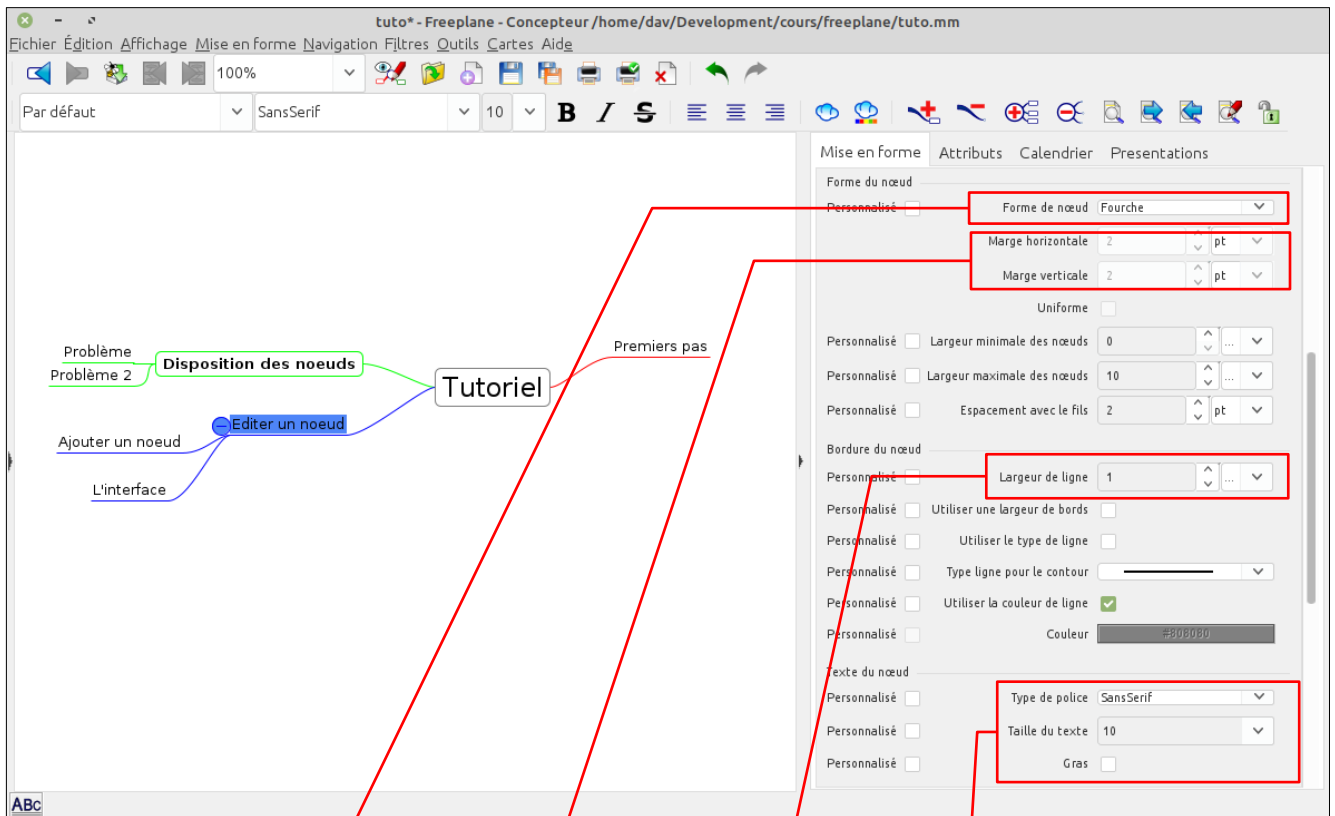 tuto* - Freeplane - Concepteur /home/dav/Development/cours/freeplane/tuto.mm
Fichier Édition Affichage Mise en forme Navigation Filtres Outils Cartes Aide
100%
Par défaut SansSerif 10 B I S
Mise en forme Attributs Calendrier Presentations
Forme du nœud
Personnalisé Forme de nœud Fourche
Marge horizontale 2 pt
Marge verticale 2 pt
Uniforme
Personnalisé Largeur minimale des nœuds 0 ...
Personnalisé Largeur maximale des nœuds 10 ...
Personnalisé Espacement avec le fils 2 pt
Bordure du nœud
Personnalisé Largeur de ligne 1 ...
Personnalisé Utiliser une largeur de bords
Personnalisé Utiliser le type de ligne
Personnalisé Type ligne pour le contour
Personnalisé Utiliser la couleur de ligne
Personnalisé Couleur #808080
Texte du nœud
Personnalisé Type de police SansSerif
Personnalisé Taille du texte 10
Personnalisé Gras
Problème
Problème 2
Disposition des noeuds
Tutoriel
Premiers pas
Editer un noeud
Ajouter un noeud
L'interface
ABC